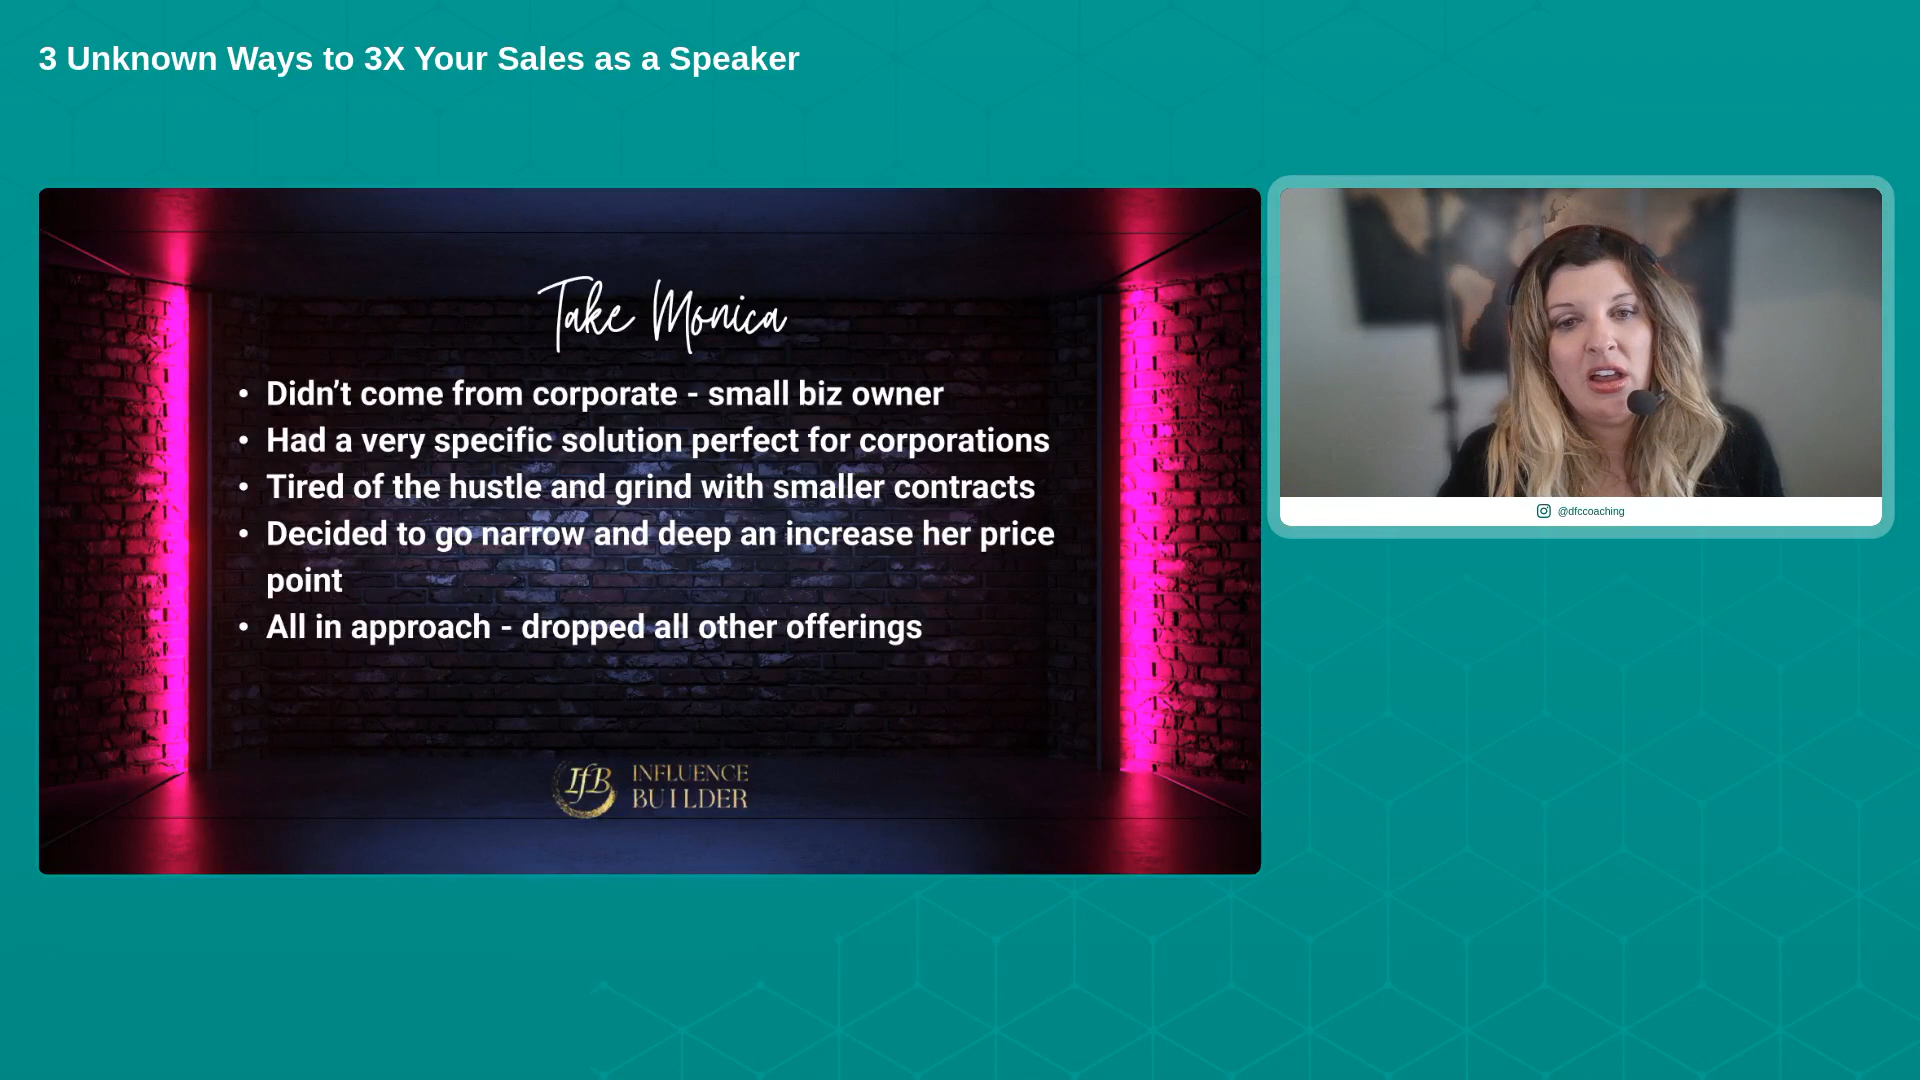 3 Unknown Ways to 3X Your Sales as a Speaker
Take Monica
• Didn’t come from corporate - small biz owner
• Had a very specific solution perfect for corporations
• Tired of the hustle and grind with smaller contracts
• Decided to go narrow and deep an increase her price
point
• All in approach - dropped all other offerings
IfB INFLUENCE
BUILDER
@dfccoaching